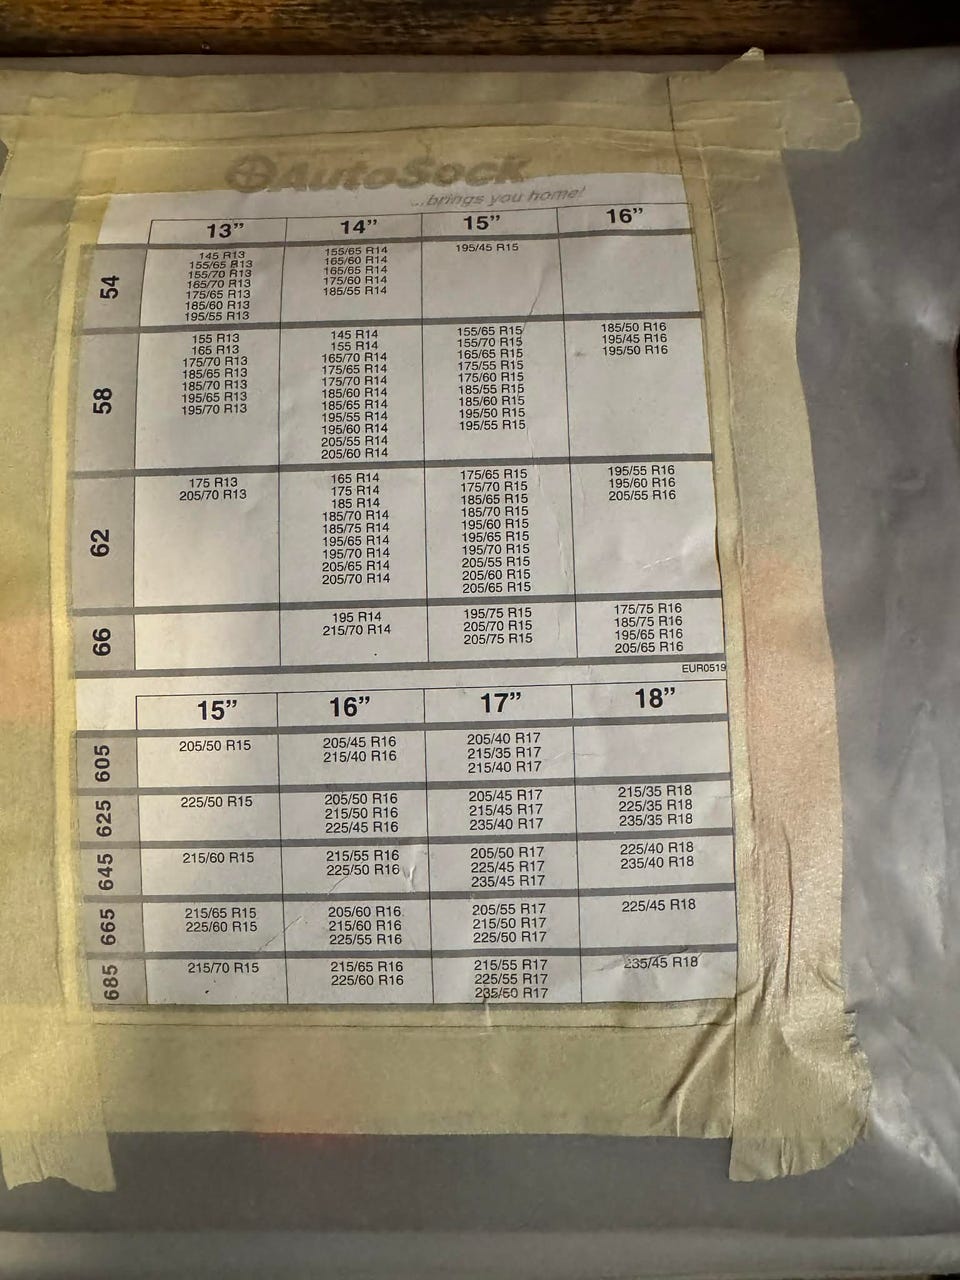 AutoSock
...brings you home!
13” 14” 15” 16”
54
145 R13
155/65 R13
155/70 R13
165/70 R13
175/65 R13
185/60 R13
195/55 R13
155/65 R14
165/60 R14
165/65 R14
175/60 R14
185/55 R14
195/45 R15
58
155 R13
165 R13
175/70 R13
185/65 R13
185/70 R13
195/65 R13
195/70 R13
145 R14
155 R14
165/70 R14
175/65 R14
175/70 R14
185/60 R14
185/65 R14
195/55 R14
195/60 R14
205/55 R14
205/60 R14
155/65 R15
155/70 R15
165/65 R15
175/55 R15
175/60 R15
185/55 R15
185/60 R15
195/50 R15
195/55 R15
185/50 R16
195/45 R16
195/50 R16
62
175 R13
205/70 R13
165 R14
175 R14
185 R14
185/70 R14
185/75 R14
195/65 R14
195/70 R14
205/65 R14
205/70 R14
175/65 R15
175/70 R15
185/65 R15
185/70 R15
195/60 R15
195/65 R15
195/70 R15
205/55 R15
205/60 R15
205/65 R15
195/55 R16
195/60 R16
205/55 R16
66
195 R14
215/70 R14
195/75 R15
205/70 R15
205/75 R15
175/75 R16
185/75 R16
195/65 R16
205/65 R16
EUR0519
15” 16” 17” 18”
605
205/50 R15
205/45 R16
215/40 R16
205/40 R17
215/35 R17
215/40 R17
625
225/50 R15
205/50 R16
215/50 R16
225/45 R16
205/45 R17
215/45 R17
235/40 R17
215/35 R18
225/35 R18
235/35 R18
645
215/60 R15
215/55 R16
225/50 R16
205/50 R17
225/45 R17
235/45 R17
225/40 R18
235/40 R18
665
215/65 R15
225/60 R15
205/60 R16
215/60 R16
225/55 R16
205/55 R17
215/50 R17
225/50 R17
225/45 R18
685
215/70 R15
215/65 R16
225/60 R16
215/55 R17
225/55 R17
235/50 R17
235/45 R18